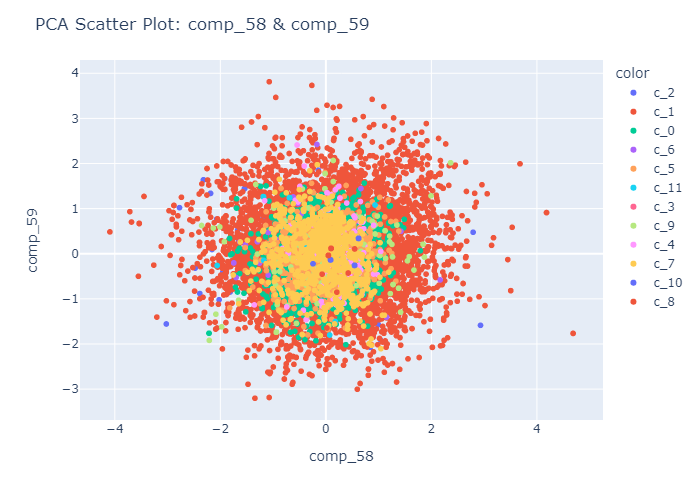 PCA Scatter Plot: comp_58 & comp_59
color
c_2
c_1
c_0
c_6
c_5
c_11
c_3
c_9
c_4
c_7
c_10
c_8
4
3
2
1
0
−1
−2
−3
comp_59
−4
−2
0
2
4
comp_58